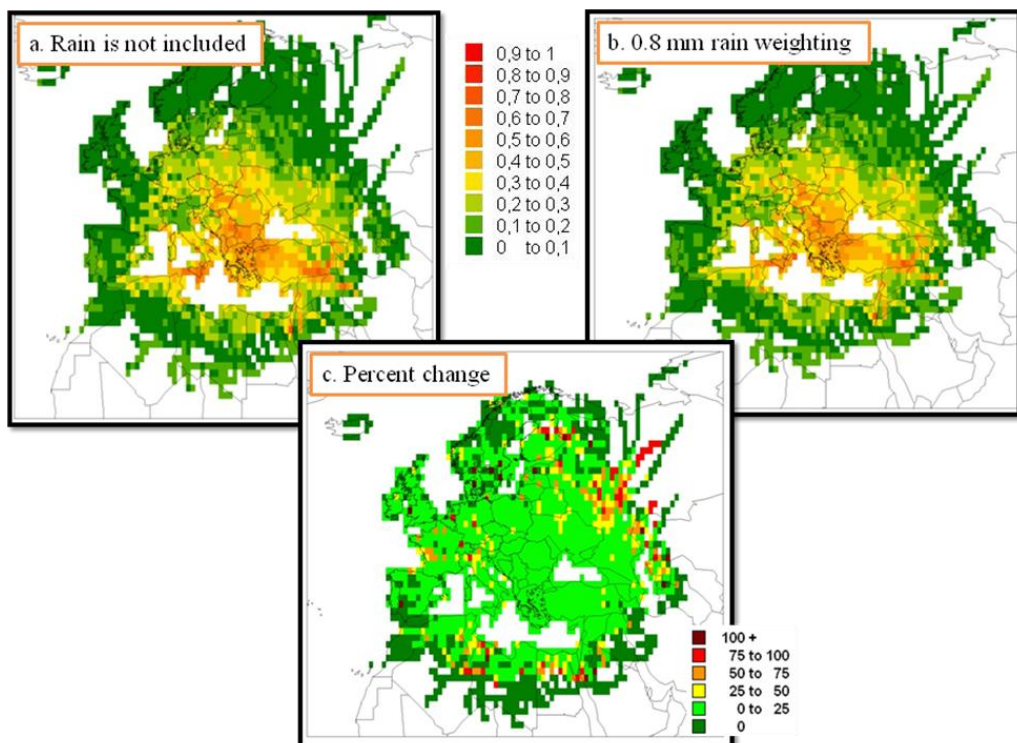 a. Rain is not included
0,9 to 1
0,8 to 0,9
0,7 to 0,8
0,6 to 0,7
0,5 to 0,6
0,4 to 0,5
0,3 to 0,4
0,2 to 0,3
0,1 to 0,2
0 to 0,1
b. 0.8 mm rain weighting
c. Percent change
100 +
75 to 100
50 to 75
25 to 50
0 to 25
0